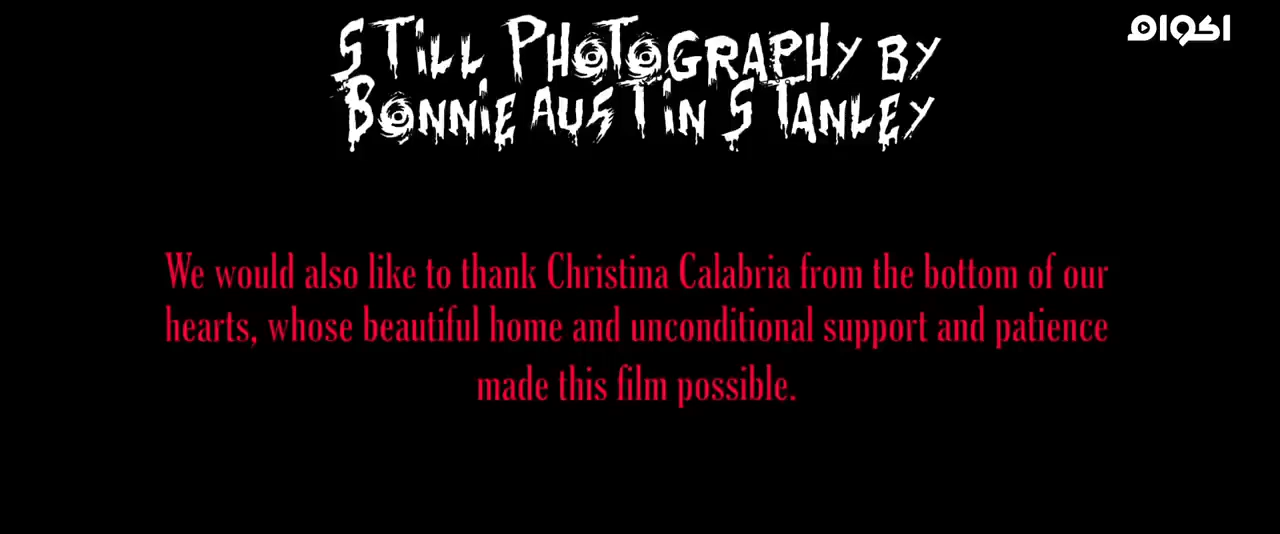 اكوام
STILL PHOTOGRAPHY BY
BONNIE AUSTIN STANLEY
We would also like to thank Christina Calabria from the bottom of our
hearts, whose beautiful home and unconditional support and patience
made this film possible.